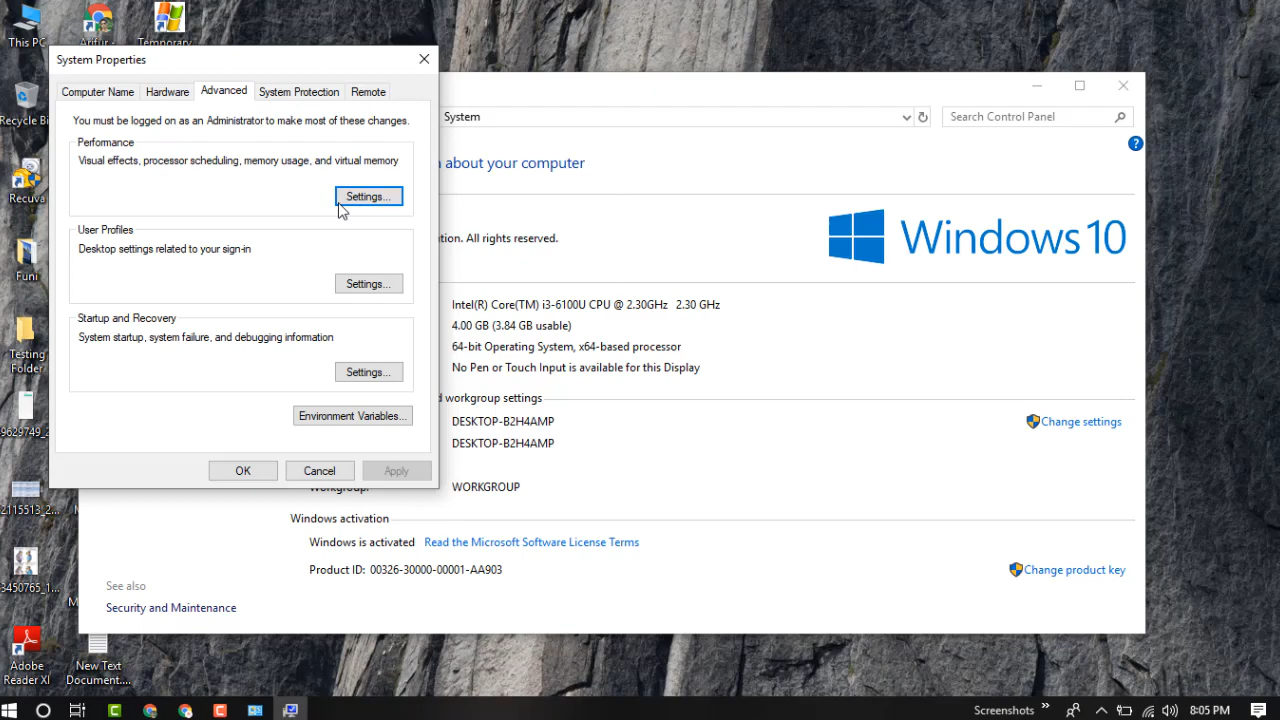 This PC
Arifur -
Temporary
Recycle Bin
Recuva
Funi
Testing
Folder
9629749_2...
2115513_2...
3450765_1...
Adobe
Reader XI
New Text
Document....
System Properties
Computer Name
Hardware
Advanced
System Protection
Remote
You must be logged on as an Administrator to make most of these changes.
Performance
Visual effects, processor scheduling, memory usage, and virtual memory
Settings...
User Profiles
Desktop settings related to your sign-in
Settings...
Startup and Recovery
System startup, system failure, and debugging information
Settings...
Environment Variables...
OK
Cancel
Apply
System
Search Control Panel
about your computer
ation. All rights reserved.
Windows 10
Intel(R) Core(TM) i3-6100U CPU @ 2.30GHz 2.30 GHz
4.00 GB (3.84 GB usable)
64-bit Operating System, x64-based processor
No Pen or Touch Input is available for this Display
d workgroup settings
DESKTOP-B2H4AMP
Change settings
DESKTOP-B2H4AMP
Workgroup:
WORKGROUP
Windows activation
Windows is activated
Read the Microsoft Software License Terms
Product ID: 00326-30000-00001-AA903
Change product key
See also
Security and Maintenance
Screenshots
8:05 PM